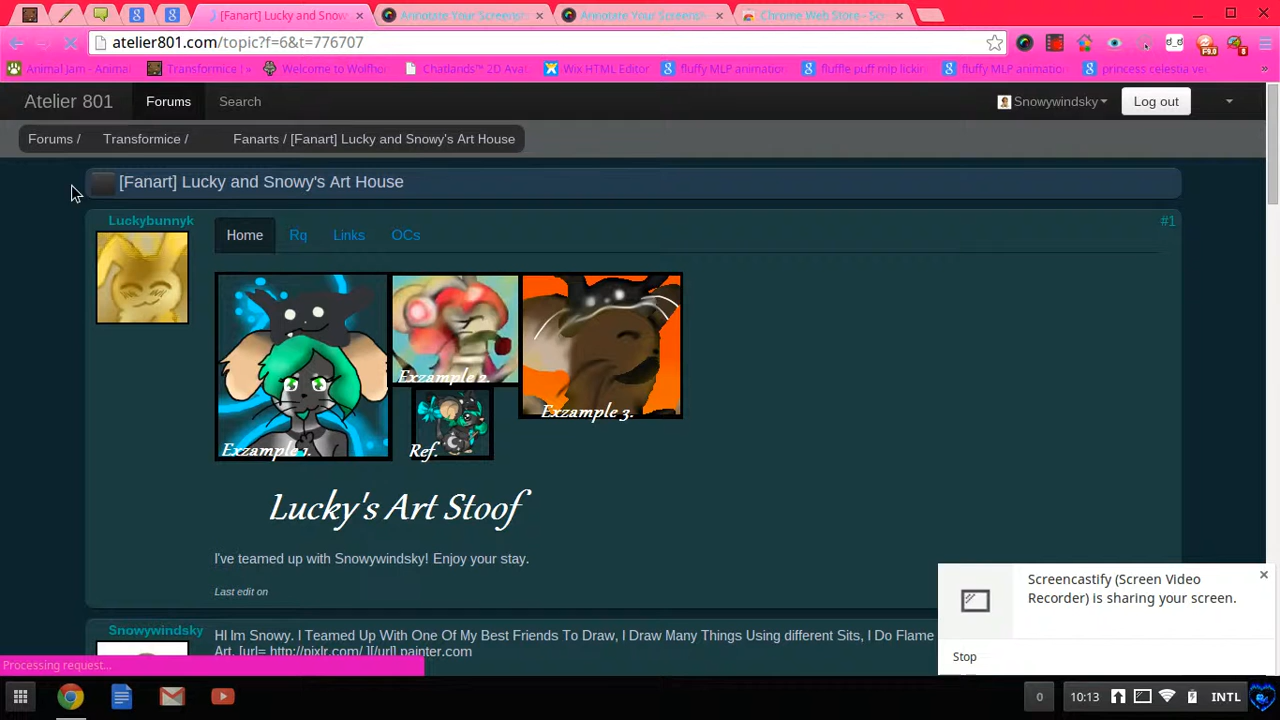 [Fanart] Lucky and Snow
Annotate Your Screensh
Annotate Your Screensh
Chrome Web Store - Sc
atelier801.com/topic?f=6&t=776707
Animal Jam - Anima
Transformice ! »
Welcome to Wolfho
Chatlands™ 2D Ava
Wix HTML Editor
fluffy MLP animation
fluffle puff mlp lickin
fluffy MLP animation
princess celestia ve
»
Atelier 801
Forums
Search
Snowywindsky
Log out
Forums /
Transformice /
Fanarts / [Fanart] Lucky and Snowy's Art House
[Fanart] Lucky and Snowy's Art House
Luckybunnyk
Home
Rq
Links
OCs
#1
Exzample 1.
Exzample 2.
Exzample 3.
Ref.
Lucky's Art Stoof
I've teamed up with Snowywindsky! Enjoy your stay.
Last edit on
Snowywindsky
HI Im Snowy. I Teamed Up With One Of My Best Friends To Draw, I Draw Many Things Using different Sits, I Do Flame
Art. [url= http://pixlr.com/ ][/url] painter.com
Screencastify (Screen Video
Recorder) is sharing your screen.
Stop
Processing request...
0
10:13
INTL